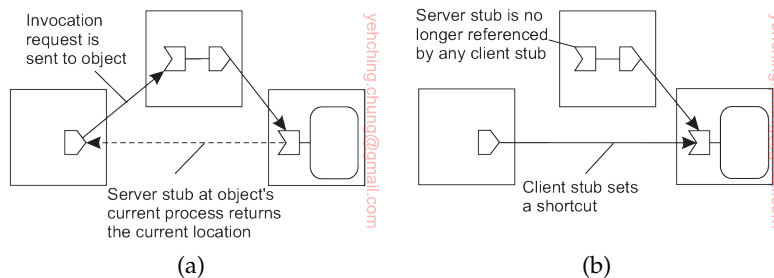 Invocation
request is
sent to object
Server stub at object's
current process returns
the current location
(a)
yehching.chung@gmail.com
Server stub is no
longer referenced
by any client stub
Client stub sets
a shortcut
(b)